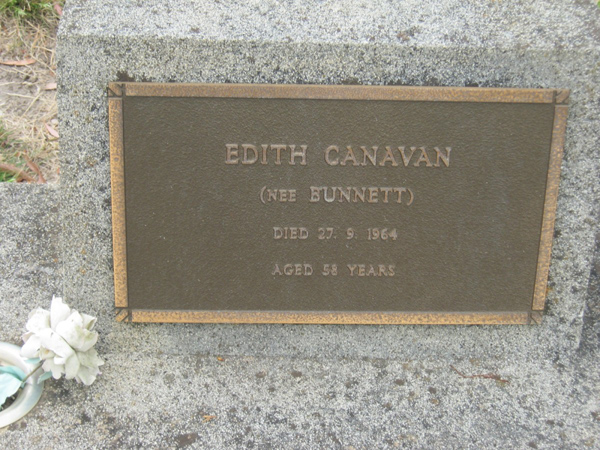 EDITH CANAVAN
(NEE BUNNETT)
DIED 27. 9. 1964
AGED 58 YEARS